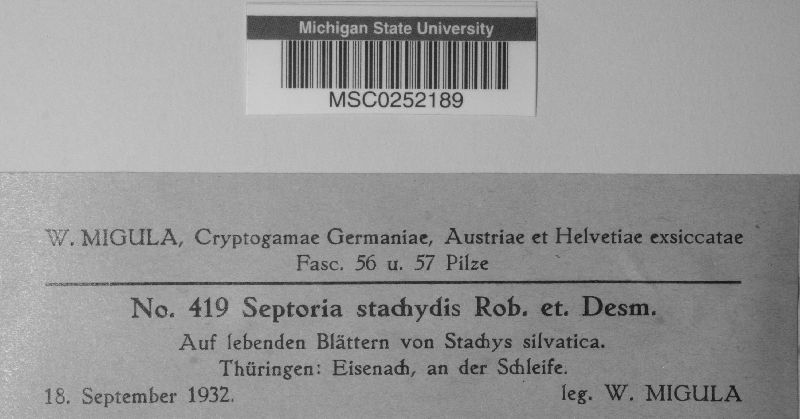 Michigan State University
MSC0252189
W. MIGULA, Cryptogamae Germaniae, Austriae et Helvetiae exsiccatae
Fasc. 56 u. 57 Pilze
No. 419 Septoria stachydis Rob. et. Desm.
Auf lebenden Blättern von Stachys silvatica.
Thüringen: Eisenach, an der Schleife.
18. September 1932. leg. W. MIGULA